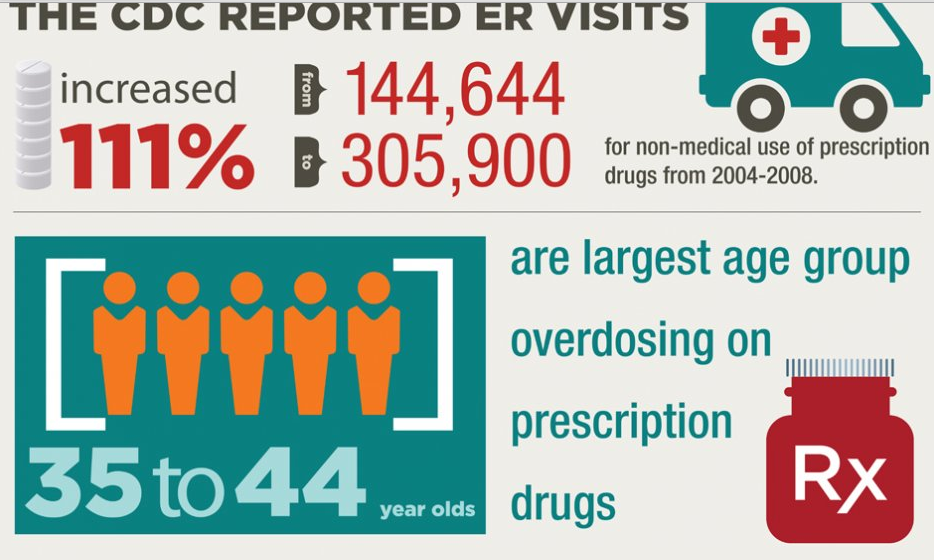 THE CDC REPORTED ER VISITS
increased
111%
from 144,644
to 305,900
for non-medical use of prescription
drugs from 2004-2008.
35 to 44 year olds
are largest age group
overdosing on
prescription
drugs
Rx